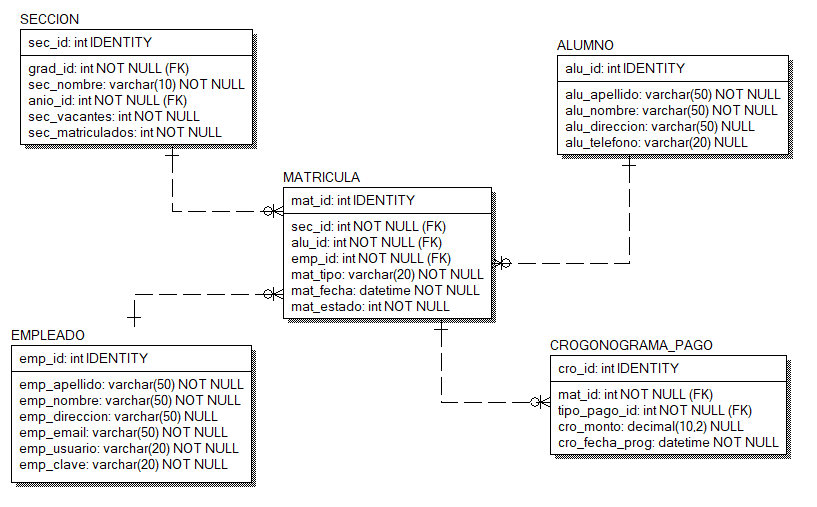 SECCION
sec_id: int IDENTITY
grad_id: int NOT NULL (FK)
sec_nombre: varchar(10) NOT NULL
anio_id: int NOT NULL (FK)
sec_vacantes: int NOT NULL
sec_matriculados: int NOT NULL
ALUMNO
alu_id: int IDENTITY
alu_apellido: varchar(50) NOT NULL
alu_nombre: varchar(50) NOT NULL
alu_direccion: varchar(50) NULL
alu_telefono: varchar(20) NULL
MATRICULA
mat_id: int IDENTITY
sec_id: int NOT NULL (FK)
alu_id: int NOT NULL (FK)
emp_id: int NOT NULL (FK)
mat_tipo: varchar(20) NOT NULL
mat_fecha: datetime NOT NULL
mat_estado: int NOT NULL
EMPLEADO
emp_id: int IDENTITY
emp_apellido: varchar(50) NOT NULL
emp_nombre: varchar(50) NOT NULL
emp_direccion: varchar(50) NULL
emp_email: varchar(50) NOT NULL
emp_usuario: varchar(20) NOT NULL
emp_clave: varchar(20) NOT NULL
CROGONOGRAMA_PAGO
cro_id: int IDENTITY
mat_id: int NOT NULL (FK)
tipo_pago_id: int NOT NULL (FK)
cro_monto: decimal(10,2) NULL
cro_fecha_prog: datetime NOT NULL